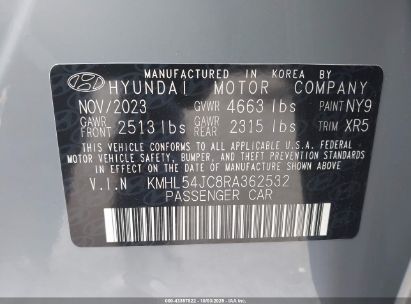 MANUFACTURED IN KOREA BY
HYUNDAI MOTOR COMPANY
NOV/2023 GVWR 4663 lbs PAINT NY9
GAWR FRONT 2513 lbs GAWR REAR 2315 lbs TRIM XR5
THIS VEHICLE CONFORMS TO ALL APPLICABLE U.S.A. FEDERAL
MOTOR VEHICLE SAFETY, BUMPER, AND THEFT PREVENTION
STANDARDS IN EFFECT ON THE DATE OF MANUFACTURE
SHOWN ABOVE.
V.I.N KMHL54JC8RA362532
PASSENGER CAR